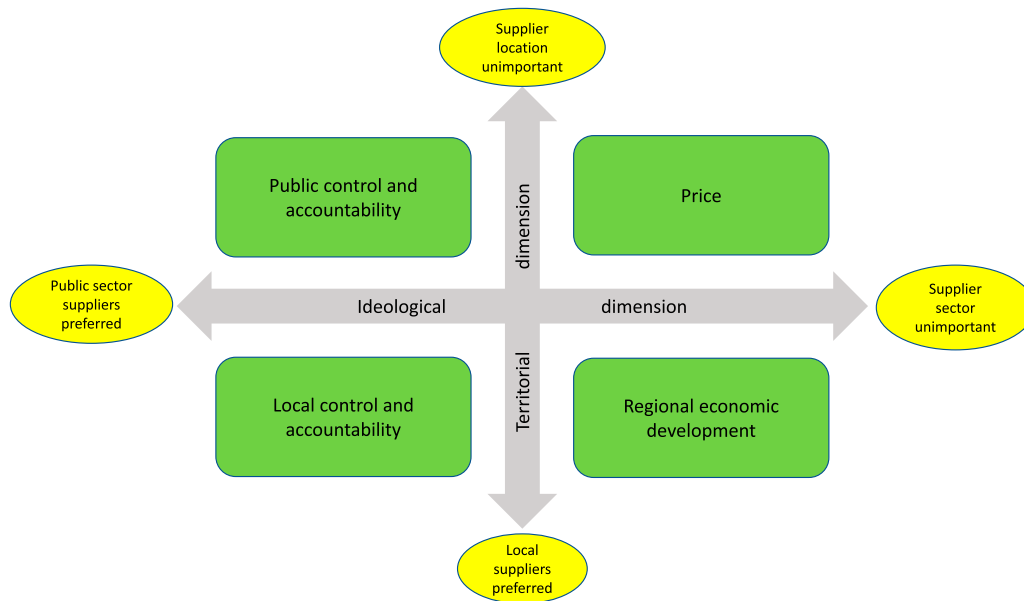 Supplier
location
unimportant
Public control and
accountability
Price
Territorial dimension
Public sector
suppliers
preferred
Ideological dimension
Supplier
sector
unimportant
Local control and
accountability
Regional economic
development
Local
suppliers
preferred